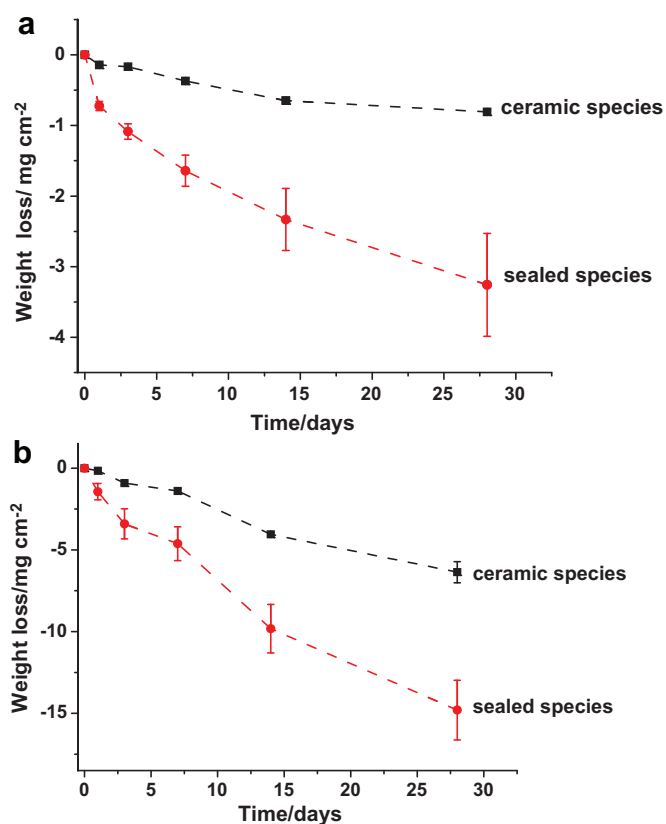 a
0
-1
-2
-3
-4
Weight loss/ mg cm-2
ceramic species
sealed species
0 5 10 15 20 25 30
Time/days
b
0
-5
-10
-15
Weight loss/mg cm-2
ceramic species
sealed species
0 5 10 15 20 25 30
Time/days